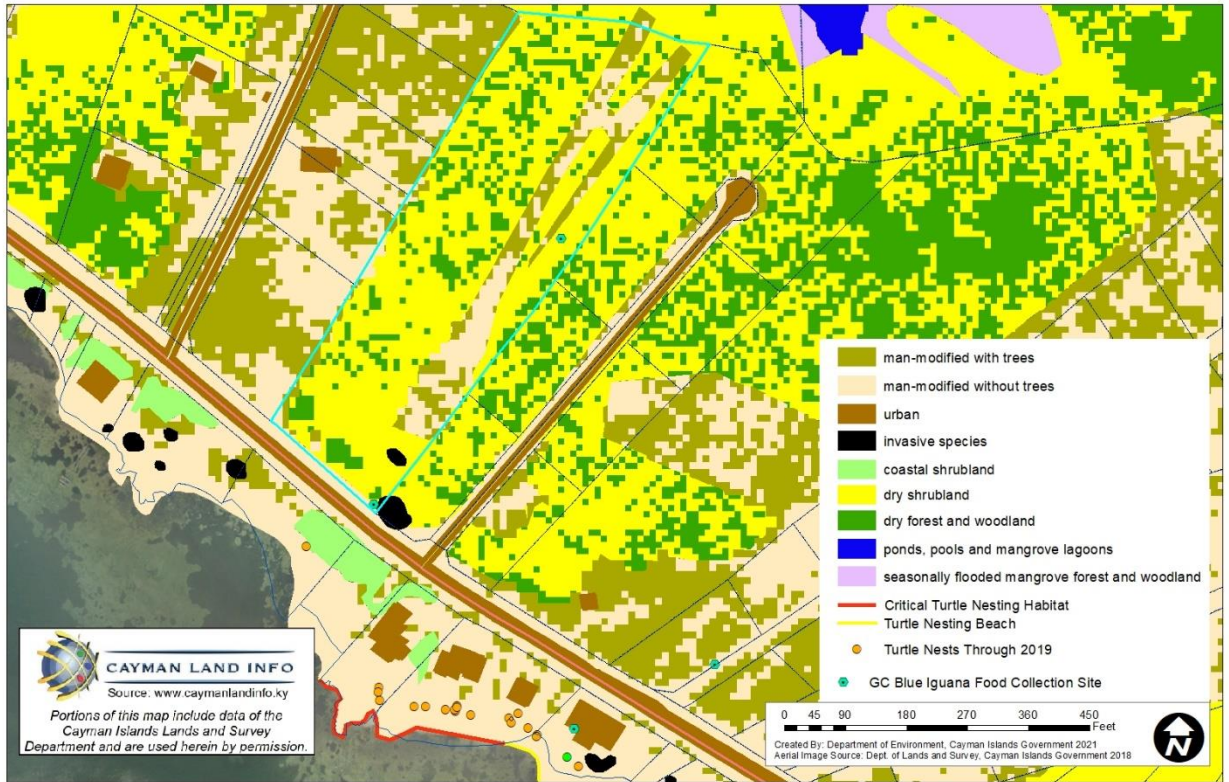 man-modified with trees
man-modified without trees
urban
invasive species
coastal shrubland
dry shrubland
dry forest and woodland
ponds, pools and mangrove lagoons
seasonally flooded mangrove forest and woodland
Critical Turtle Nesting Habitat
Turtle Nesting Beach
Turtle Nests Through 2019
GC Blue Iguana Food Collection Site
CAYMAN LAND INFO
Source: www.caymanlandinfo.ky
Portions of this map include data of the
Cayman Islands Lands and Survey
Department and are used herein by permission.
0 45 90 180 270 360 450
Feet
Created By: Department of Environment, Cayman Islands Government 2021
Aerial Image Source: Dept. of Lands and Survey, Cayman Islands Government 2018
N